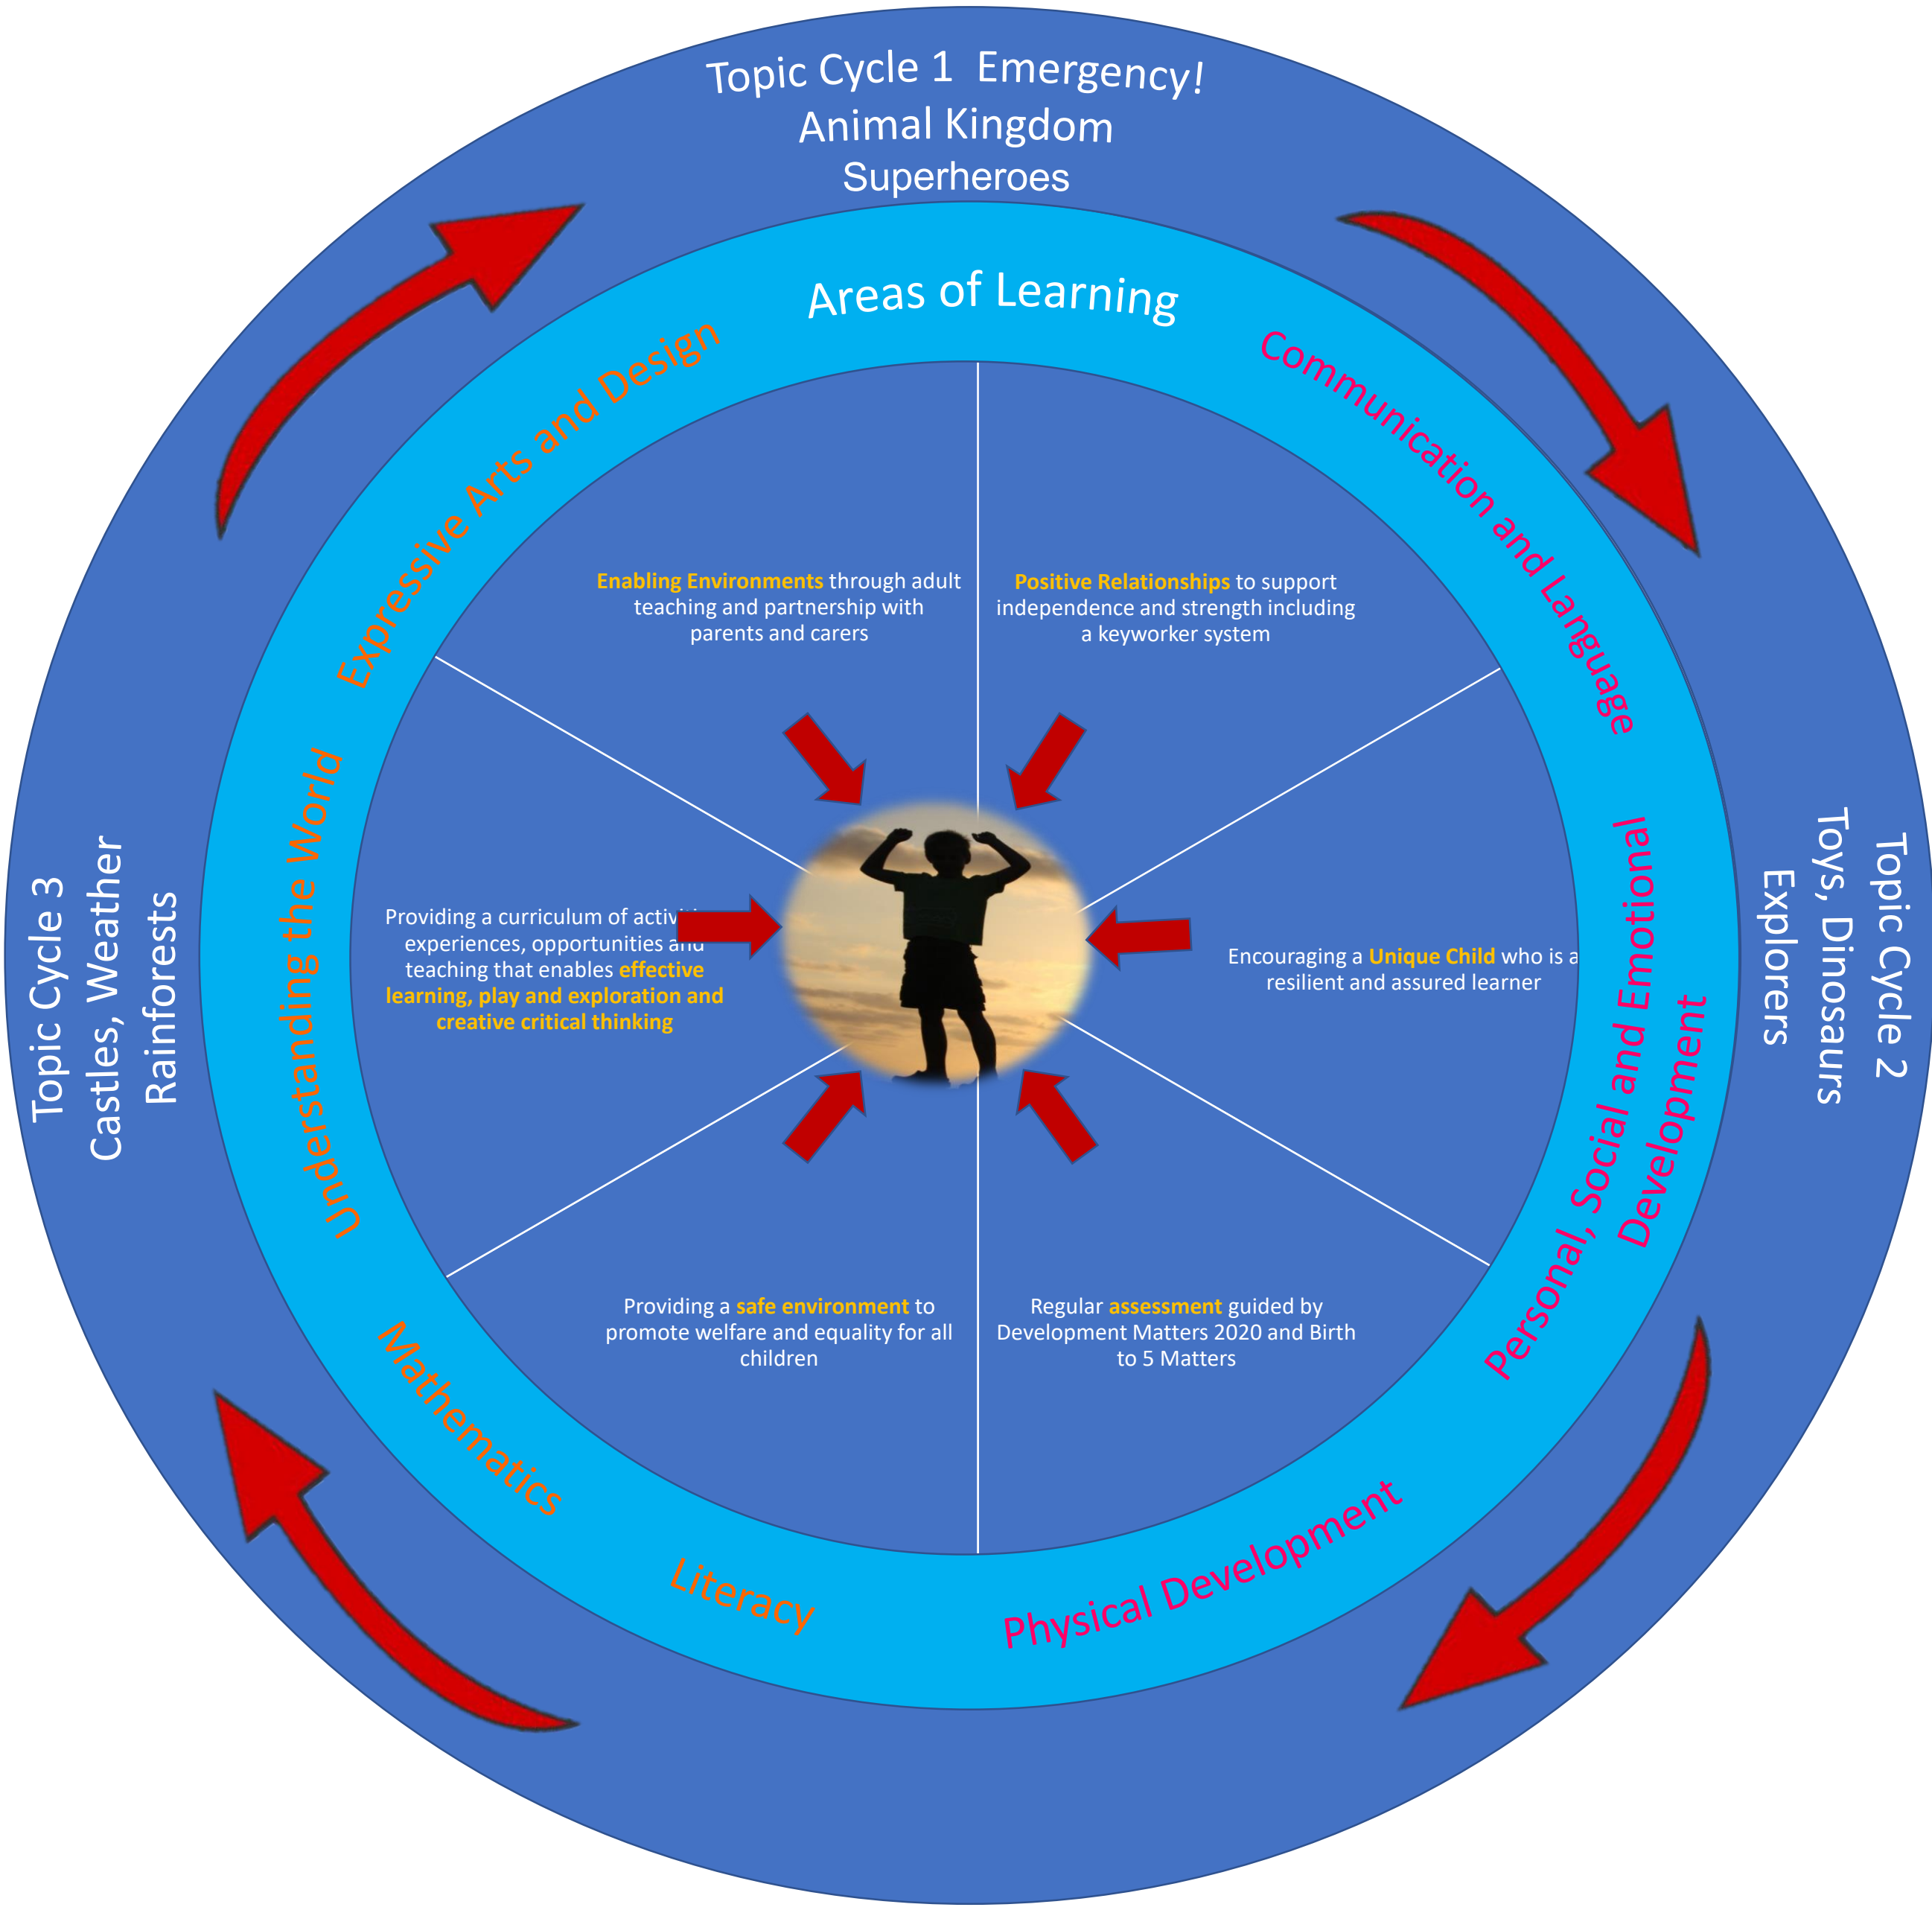 Topic Cycle 1 Emergency!
Animal Kingdom
Superheroes
Topic Cycle 2
Toys, Dinosaurs
Explorers
Topic Cycle 3
Castles, Weather
Rainforests
Areas of Learning
Communication and Language
Personal, Social and Emotional
Development
Physical Development
Literacy
Mathematics
Understanding the World
Expressive Arts and Design
Enabling Environments through adult
teaching and partnership with
parents and carers
Positive Relationships to support
independence and strength including
a keyworker system
Encouraging a Unique Child who is a
resilient and assured learner
Regular assessment guided by
Development Matters 2020 and Birth
to 5 Matters
Providing a safe environment to
promote welfare and equality for all
children
Providing a curriculum of
experiences, opportunities and
teaching that enables effective
learning, play and exploration and
creative critical thinking